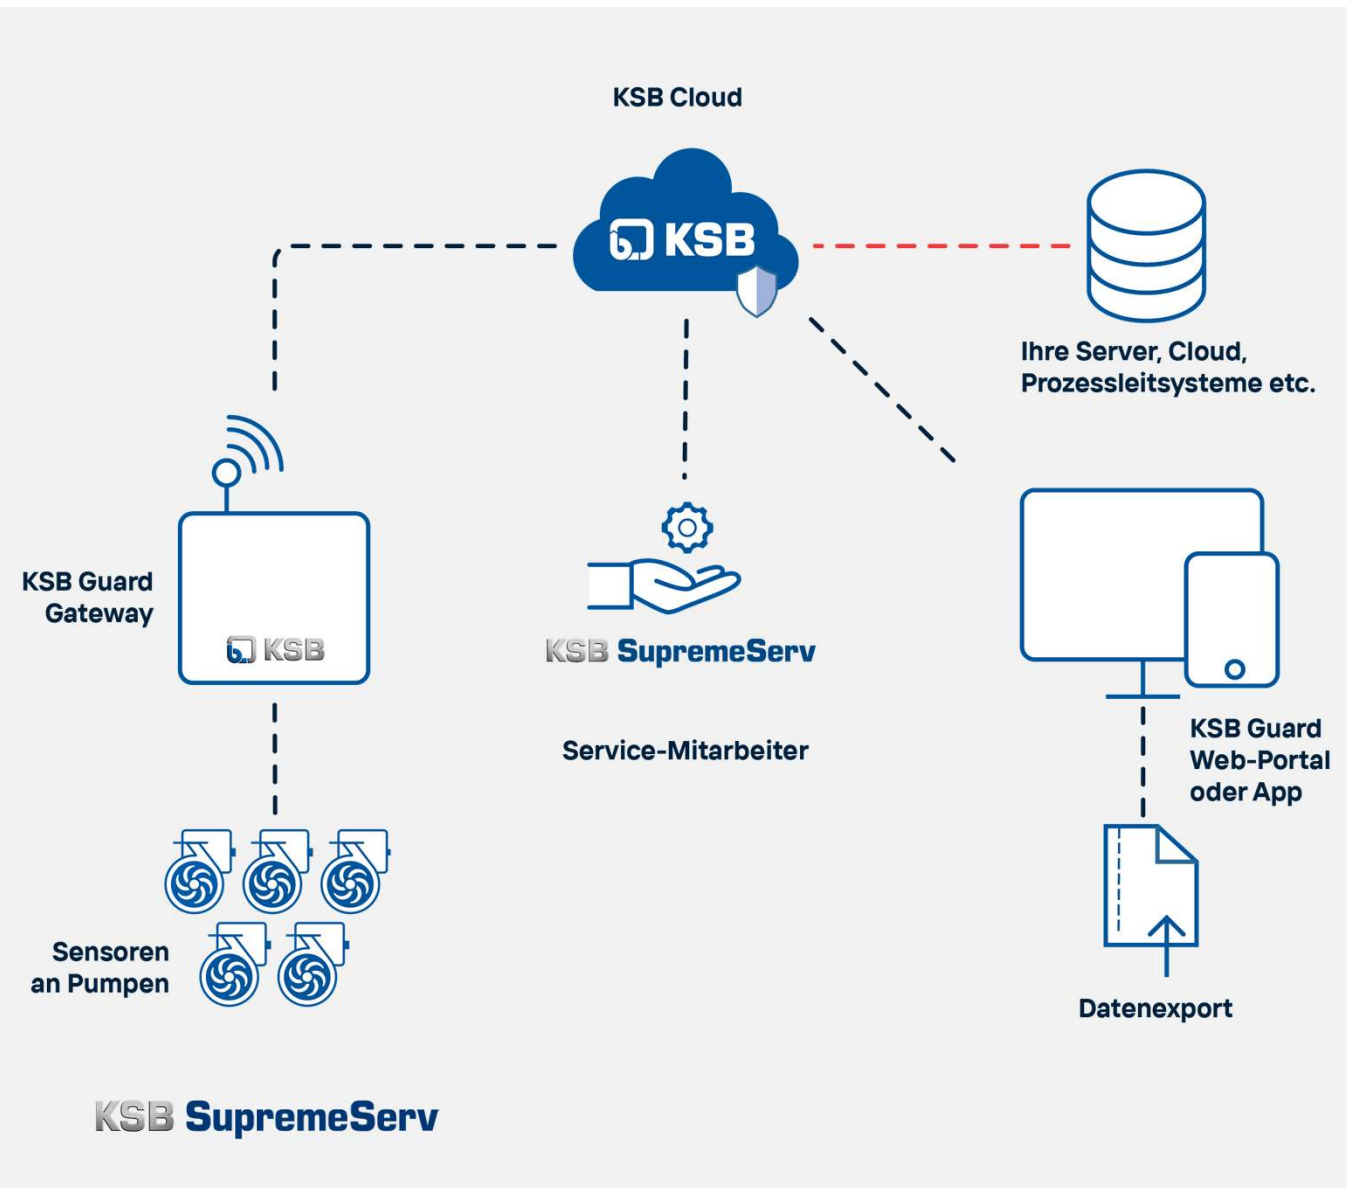 KSB Cloud
KSB
Ihre Server, Cloud,
Prozessleitsysteme etc.
KSB Guard
Gateway
KSB
KSB SupremeServ
Service-Mitarbeiter
KSB Guard
Web-Portal
oder App
Sensoren
an Pumpen
Datenexport
KSB SupremeServ